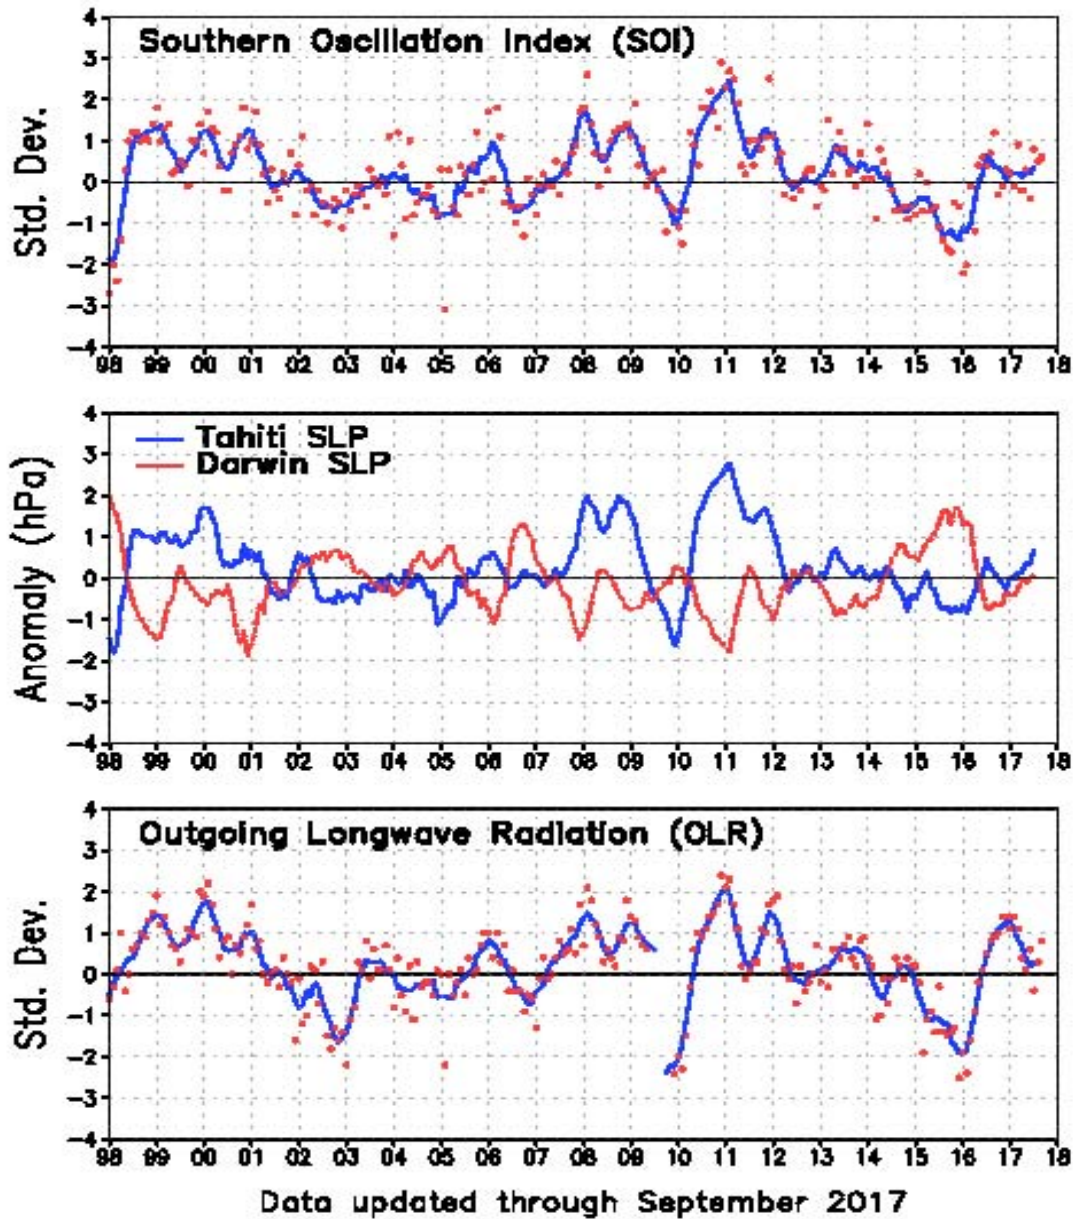 Southern Oscillation Index (SOI)
Std. Dev.
4
3
2
1
0
-1
-2
-3
-4
98 99 00 01 02 03 04 05 06 07 08 09 10 11 12 13 14 15 16 17 18
Tahiti SLP
Darwin SLP
Anomaly (hPa)
4
3
2
1
0
-1
-2
-3
-4
98 99 00 01 02 03 04 05 06 07 08 09 10 11 12 13 14 15 16 17 18
Outgoing Longwave Radiation (OLR)
Std. Dev.
4
3
2
1
0
-1
-2
-3
-4
98 99 00 01 02 03 04 05 06 07 08 09 10 11 12 13 14 15 16 17 18
Data updated through September 2017